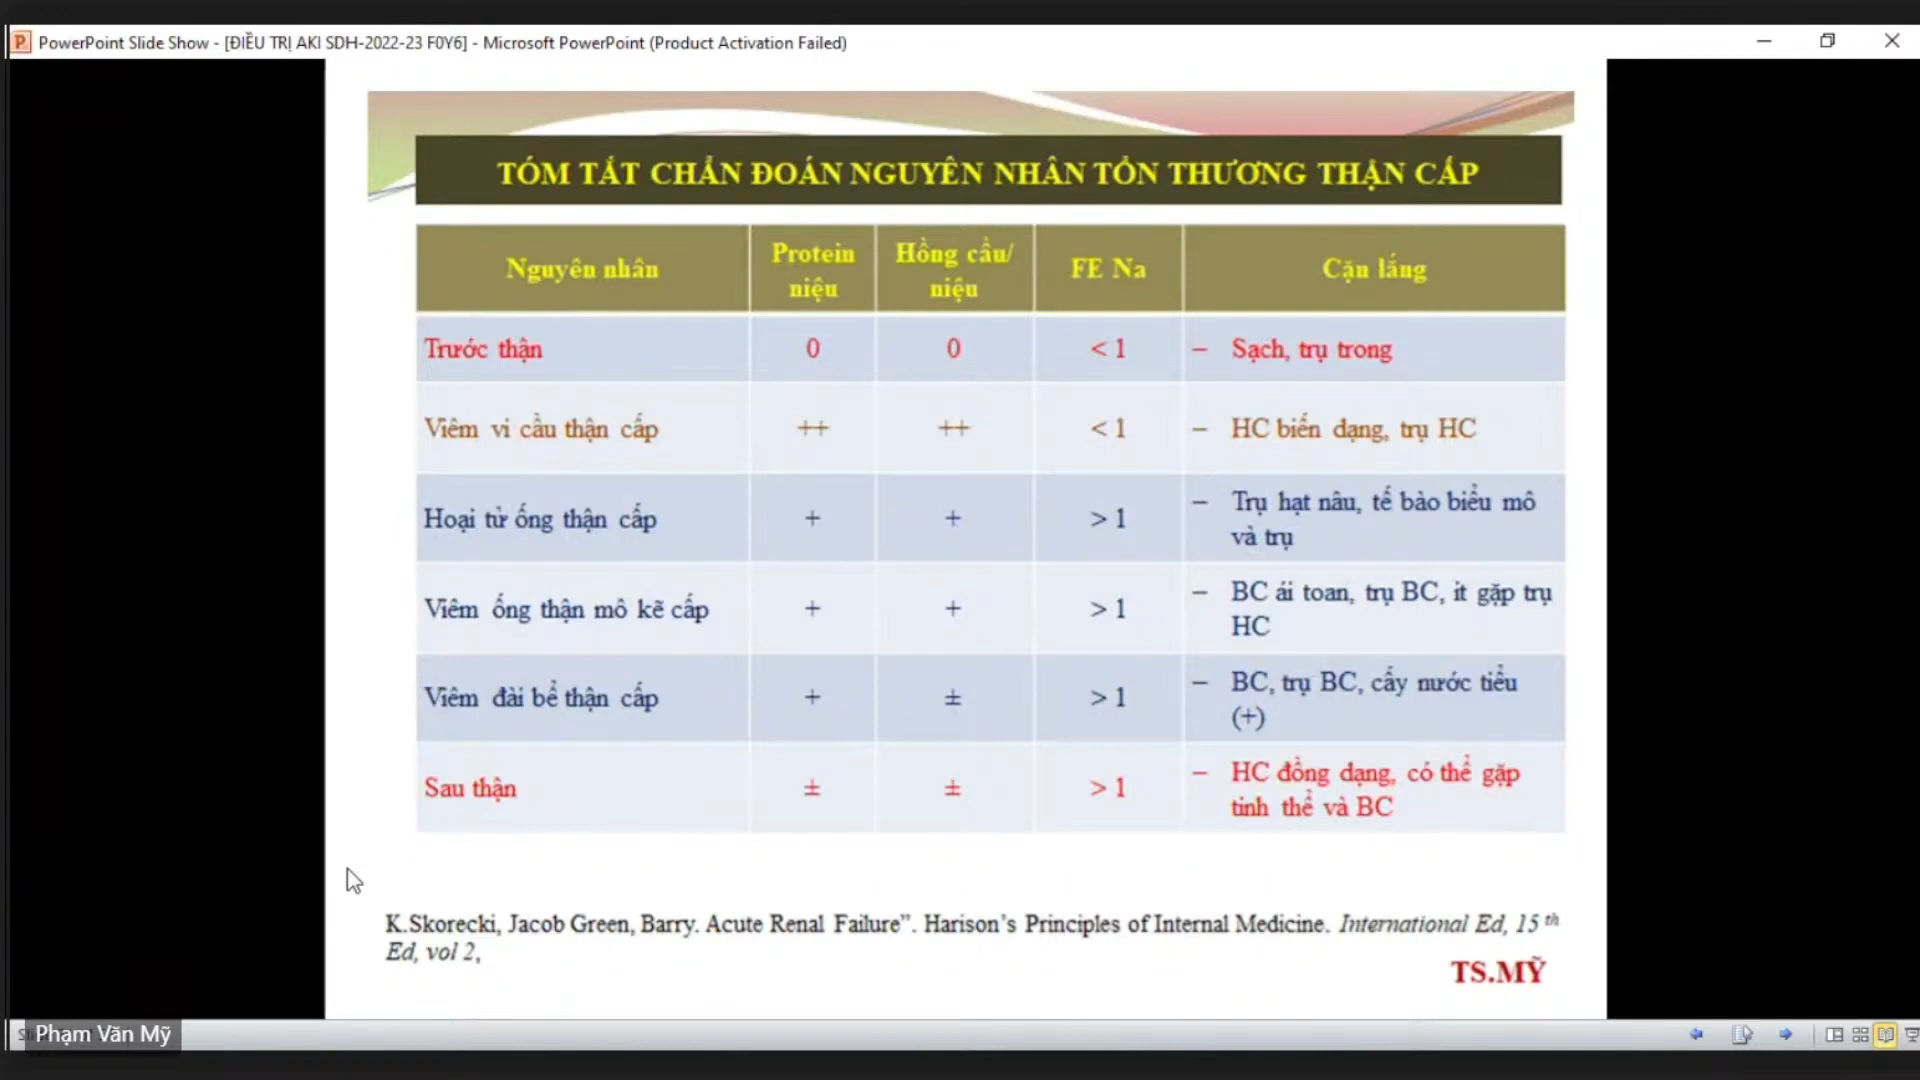 PowerPoint Slide Show - [ĐIỀU TRỊ AKI SDH-2022-23 F0Y6] - Microsoft PowerPoint (Product Activation Failed)
TÓM TẮT CHẨN ĐOÁN NGUYÊN NHÂN TỔN THƯƠNG THẬN CẤP
Nguyên nhân
Protein niệu
Hồng cầu/ niệu
FE Na
Cặn lắng
Trước thận 0 0 < 1 – Sạch, trụ trong
Viêm vi cầu thận cấp ++ ++ < 1 – HC biến dạng, trụ HC
Hoại tử ống thận cấp + + > 1 – Trụ hạt nâu, tế bào biểu mô
và trụ
Viêm ống thận mô kẽ cấp + + > 1 – BC ái toan, trụ BC, ít gặp trụ
HC
Viêm đài bể thận cấp + ± > 1 – BC, trụ BC, cấy nước tiểu
(+)
Sau thận ± ± > 1 – HC đồng dạng, có thể gặp
tinh thể và BC
K.Skorecki, Jacob Green, Barry. Acute Renal Failure”. Harison’s Principles of Internal Medicine. International Ed, 15 th
Ed, vol 2,
TS.MỸ
Phạm Văn Mỹ